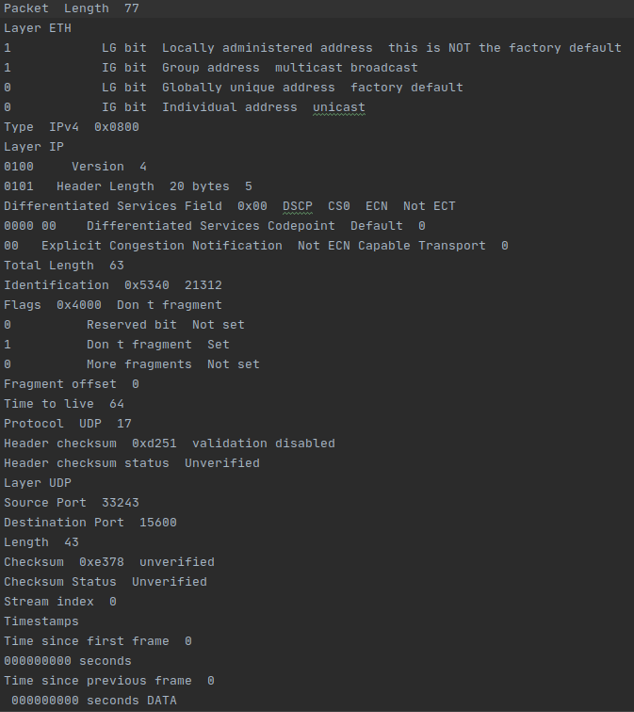 Packet  Length  77
Layer ETH
1            LG bit  Locally administered address  this is NOT the factory default
1            IG bit  Group address  multicast broadcast
0            LG bit  Globally unique address  factory default
0            IG bit  Individual address  unicast
Type  IPv4  0x0800
Layer IP
0100     Version  4
0101   Header Length  20 bytes  5
Differentiated Services Field  0x00  DSCP  CS0  ECN  Not ECT
0000 00    Differentiated Services Codepoint  Default  0
00   Explicit Congestion Notification  Not ECN Capable Transport  0
Total Length  63
Identification  0x5340  21312
Flags  0x4000  Don t fragment
0          Reserved bit  Not set
1          Don t fragment  Set
0          More fragments  Not set
Fragment offset  0
Time to live  64
Protocol  UDP  17
Header checksum  0xd251  validation disabled
Header checksum status  Unverified
Layer UDP
Source Port  33243
Destination Port  15600
Length  43
Checksum  0xe378  unverified
Checksum Status  Unverified
Stream index  0
Timestamps
Time since first frame  0
000000000 seconds
Time since previous frame  0
 000000000 seconds DATA